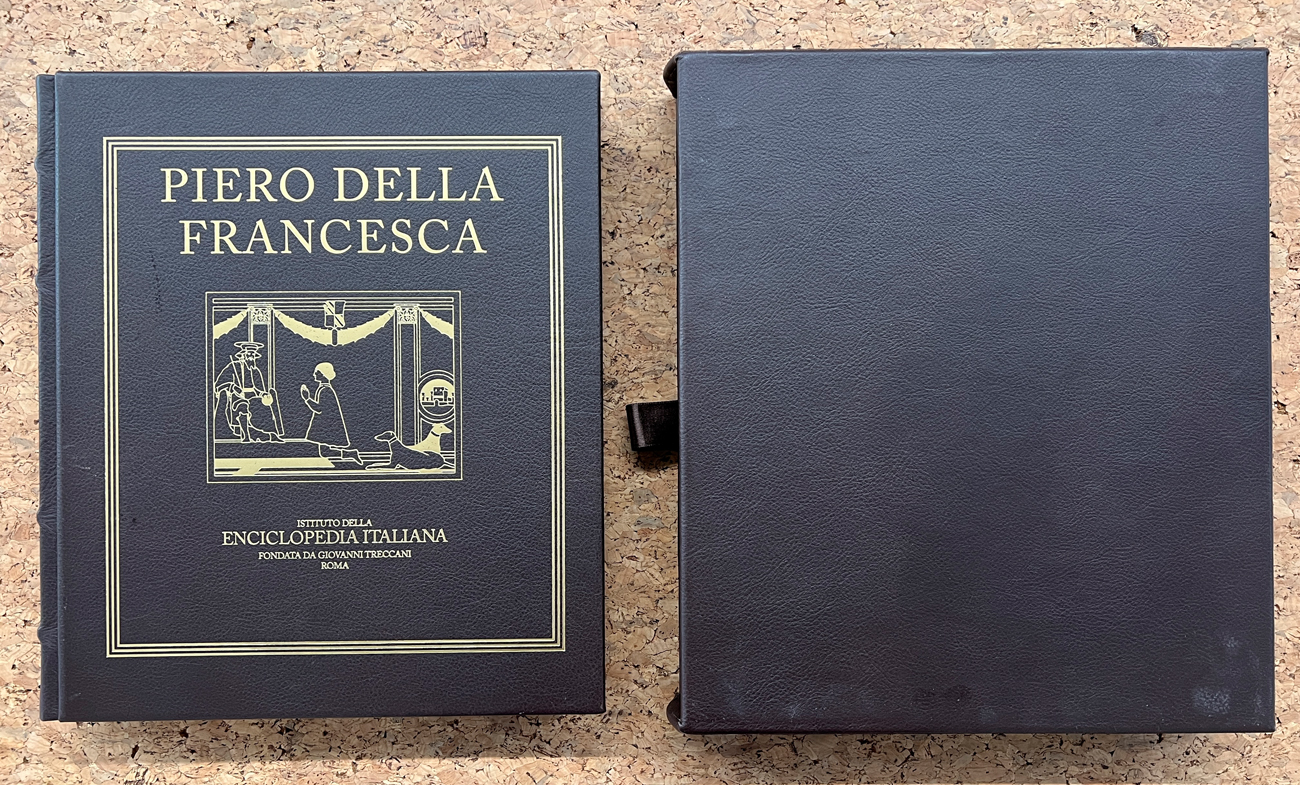 PIERO DELLA
FRANCESCA
ISTITUTO DELLA
ENCICLOPEDIA ITALIANA
FONDATA DA GIOVANNI TRECCANI
ROMA